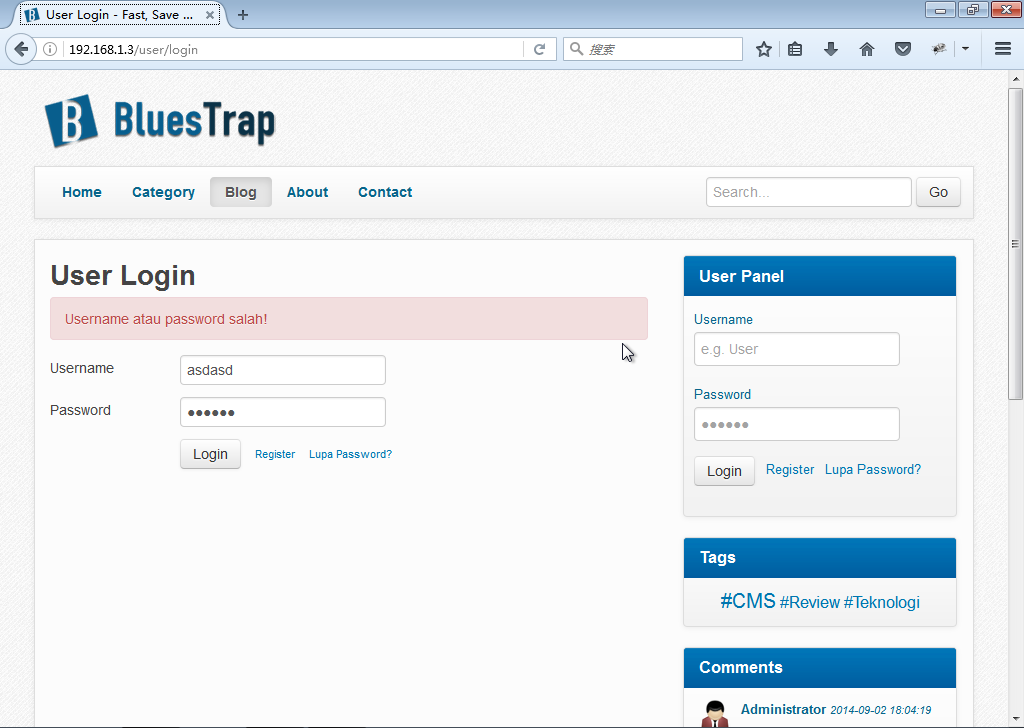 User Login - Fast, Save ...
192.168.1.3/user/login
搜索
BluesTrap
Home Category Blog About Contact Search... Go
User Login
Username atau password salah!
Username asdasd
Password ●●●●●●
Login Register Lupa Password?
User Panel
Username
e.g. User
Password
●●●●●●
Login Register Lupa Password?
Tags
#CMS #Review #Teknologi
Comments
Administrator 2014-09-02 18:04:19